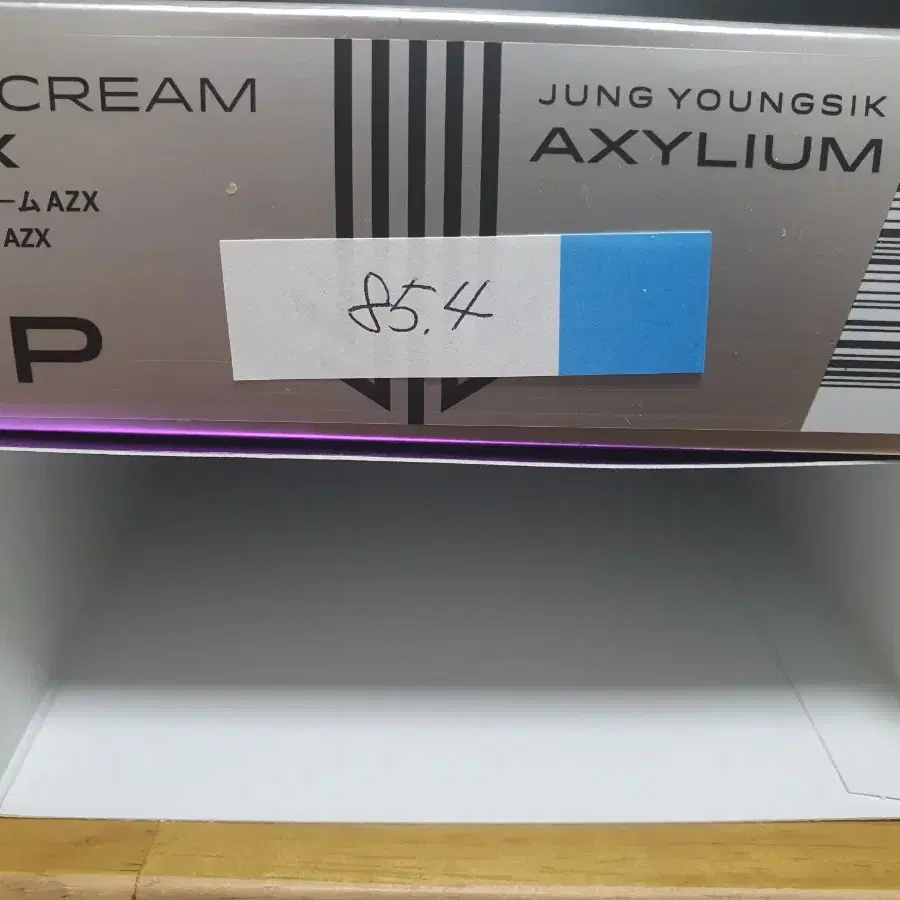 CREAM
X
ーム AZX
AZX
P
JUNG YOUNGSIK
AXYLIUM
85.4